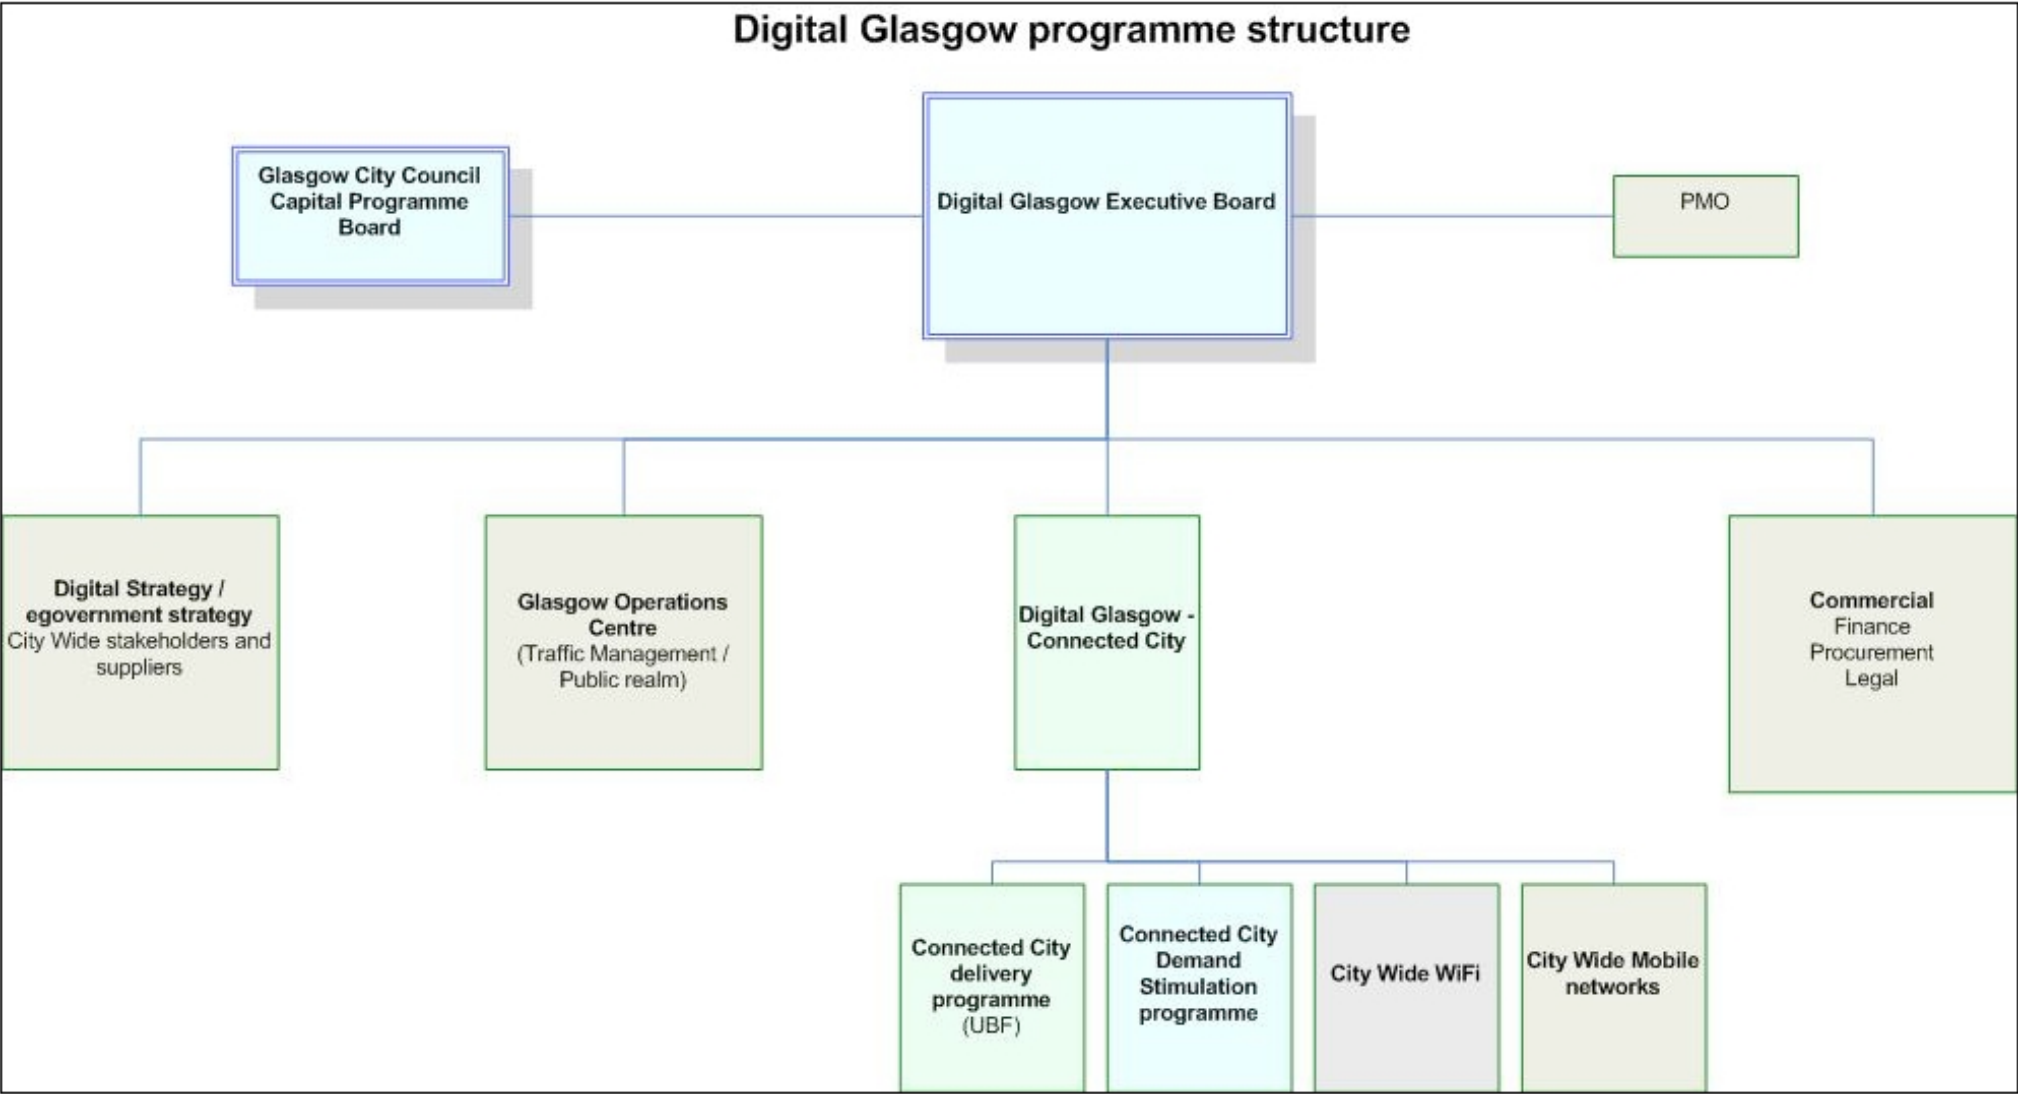 Digital Glasgow programme structure
Glasgow City Council
Capital Programme
Board
Digital Glasgow Executive Board
PMO
Digital Strategy /
egovernment strategy
City Wide stakeholders and
suppliers
Glasgow Operations
Centre
(Traffic Management /
Public realm)
Digital Glasgow -
Connected City
Commercial
Finance
Procurement
Legal
Connected City
delivery
programme
(UBF)
Connected City
Demand
Stimulation
programme
City Wide WiFi
City Wide Mobile
networks